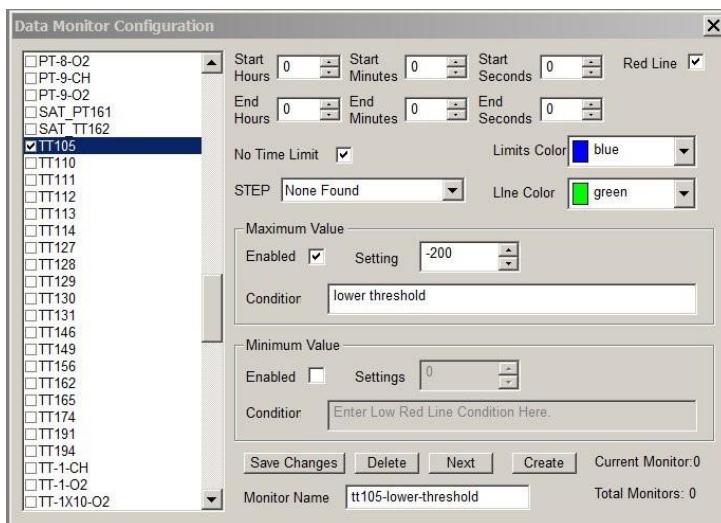 Data Monitor Configuration
PT-8-O2
PT-9-CH
PT-9-O2
SAT_PT161
SAT_TT162
TT105
TT110
TT111
TT112
TT113
TT114
TT127
TT128
TT129
TT130
TT131
TT146
TT149
TT156
TT162
TT165
TT174
TT191
TT194
TT-1-CH
TT-1-O2
TT-1X10-O2
Start Hours 0 Start Minutes 0 Start Seconds 0 Red Line
End Hours 0 End Minutes 0 End Seconds 0
No Time Limit Limits Color blue
STEP None Found LIne Color green
Maximum Value
Enabled Setting -200
Condition lower threshold
Minimum Value
Enabled Settings 0
Condition Enter Low Red Line Condition Here.
Save Changes Delete Next Create Current Monitor:0
Monitor Name tt105-lower-threshold Total Monitors: 0